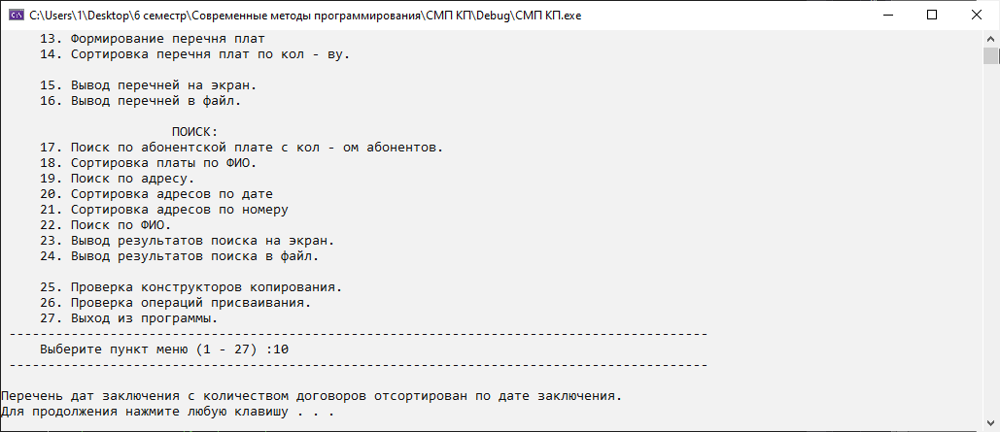 C:\Users\1\Desktop\6 семестр\Современные методы программирования\СМП КП\Debug\СМП КП.exe
13. Формирование перечня плат
14. Сортировка перечня плат по кол - ву.
15. Вывод перечней на экран.
16. Вывод перечней в файл.
ПОИСК:
17. Поиск по абонентской плате с кол - ом абонентов.
18. Сортировка платы по ФИО.
19. Поиск по адресу.
20. Сортировка адресов по дате
21. Сортировка адресов по номеру
22. Поиск по ФИО.
23. Вывод результатов поиска на экран.
24. Вывод результатов поиска в файл.
25. Проверка конструкторов копирования.
26. Проверка операций присваивания.
27. Выход из программы.
------------------------------------------------------------------------------------------
Выберите пункт меню (1 - 27) :10
------------------------------------------------------------------------------------------
Перечень дат заключения с количеством договоров отсортирован по дате заключения.
Для продолжения нажмите любую клавишу . . .